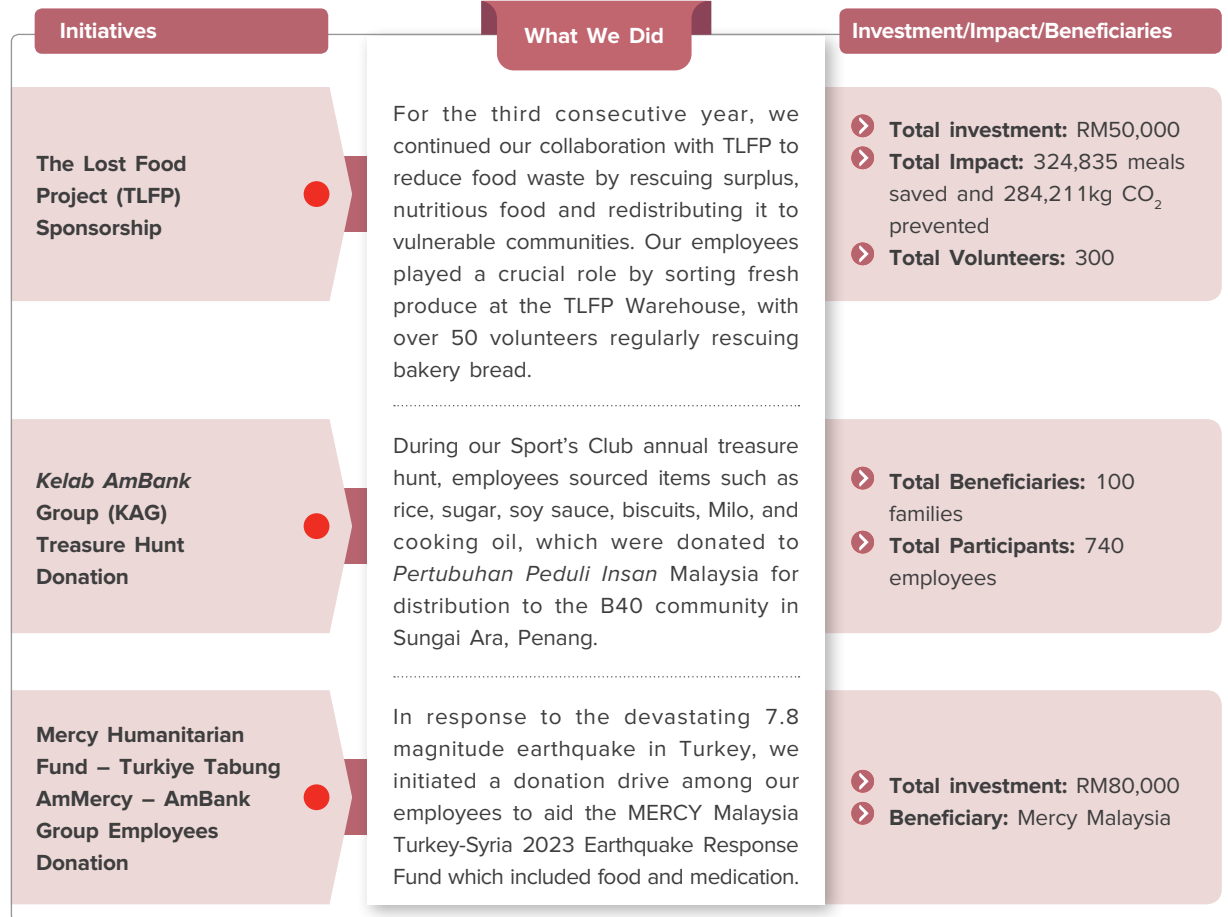 Initiatives
What We Did
Investment/Impact/Beneficiaries
The Lost Food
Project (TLFP)
Sponsorship
For the third consecutive year, we
continued our collaboration with TLFP to
reduce food waste by rescuing surplus,
nutritious food and redistributing it to
vulnerable communities. Our employees
played a crucial role by sorting fresh
produce at the TLFP Warehouse, with
over 50 volunteers regularly rescuing
bakery bread.
Total investment: RM50,000
Total Impact: 324,835 meals
saved and 284,211kg CO₂
prevented
Total Volunteers: 300
Kelab AmBank
Group (KAG)
Treasure Hunt
Donation
During our Sport's Club annual treasure
hunt, employees sourced items such as
rice, sugar, soy sauce, biscuits, Milo, and
cooking oil, which were donated to
Pertubuhan Peduli Insan Malaysia for
distribution to the B40 community in
Sungai Ara, Penang.
Total Beneficiaries: 100
families
Total Participants: 740
employees
Mercy Humanitarian
Fund – Turkiye Tabung
AmMercy – AmBank
Group Employees
Donation
In response to the devastating 7.8
magnitude earthquake in Turkey, we
initiated a donation drive among our
employees to aid the MERCY Malaysia
Turkey-Syria 2023 Earthquake Response
Fund which included food and medication.
Total investment: RM80,000
Beneficiary: Mercy Malaysia